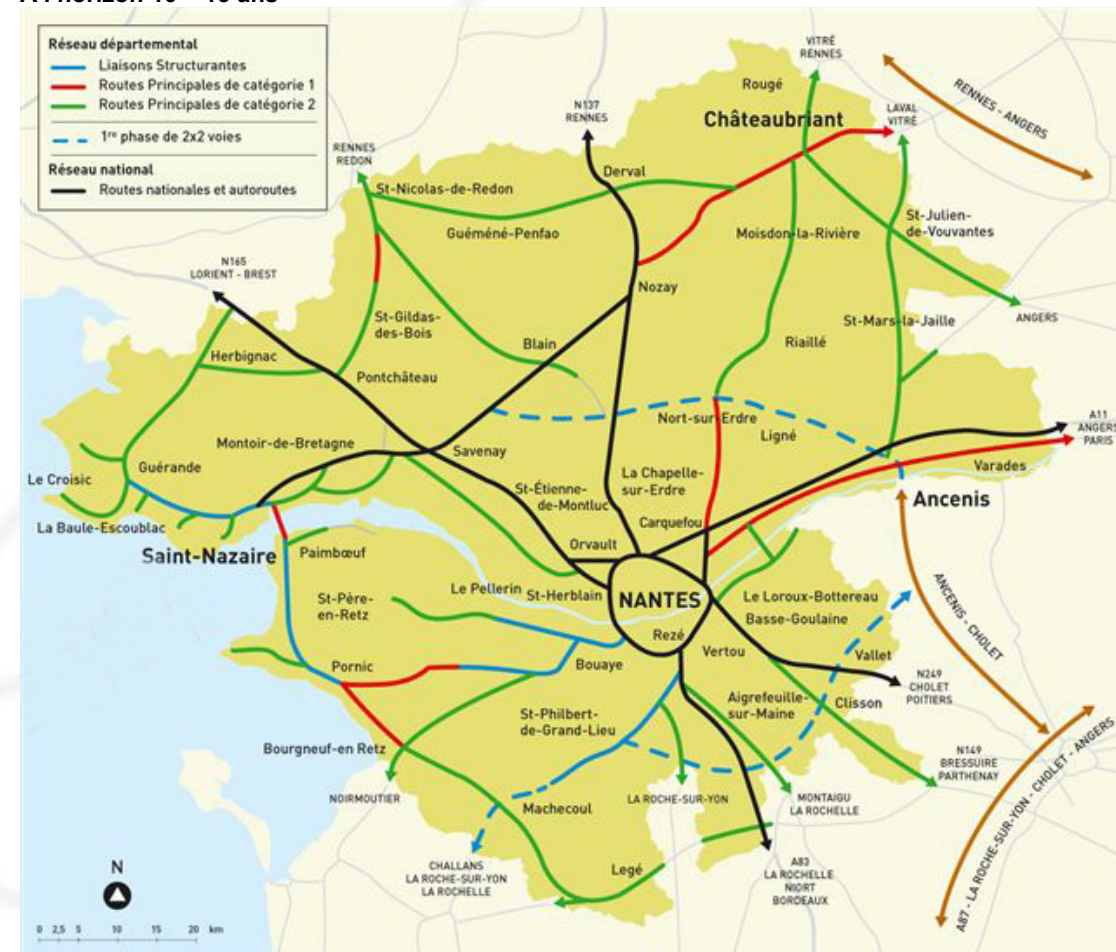 A l'horizon 10 – 15 ans
Réseau départemental
Liaisons Structurantes
Routes Principales de catégorie 1
Routes Principales de catégorie 2
1re phase de 2x2 voies
Réseau national
Routes nationales et autoroutes
VITRÉ
RENNES
Rougé
RENNES - ANGERS
N137
RENNES
Châteaubriant
LAVAL
VITRÉ
RENNES
REDON
Derval
St-Nicolas-de-Redon
St-Julien-
de-Vouvantes
Guéméné-Penfao
Moisdon-la-Rivière
N165
LORIENT - BREST
Nozay
St-Gildas-
des-Bois
St-Mars-la-Jaille
ANGERS
Blain
Riaillé
Herbignac
Pontchâteau
Nort-sur-Erdre
Ligné
A11
ANGERS
PARIS
Montoir-de-Bretagne
Savenay
Guérande
La Chapelle-
sur-Erdre
Varades
Le Croisic
St-Étienne-
de-Montluc
Ancenis
Carquefou
La Baule-Escoublac
Orvault
Saint-Nazaire
Paimbœuf
ANCENIS - CHOLET
Le Pellerin
St-Herblain
NANTES
Le Loroux-Bottereau
St-Père-
en-Retz
Basse-Goulaine
Rezé
Vertou
Vallet
Pornic
Bouaye
N249
CHOLET
POITIERS
Aigrefeuille-
sur-Maine
Clisson
St-Philbert-
de-Grand-Lieu
Bourgneuf-en Retz
N149
BRESSUIRE
PARTHENAY
A87 - LA ROCHE-SUR-YON - CHOLET - ANGERS
NOIRMOUTIER
Machecoul
LA ROCHE-SUR-YON
MONTAIGU
LA ROCHELLE
CHALLANS
LA ROCHE-SUR-YON
LA ROCHELLE
Legé
A83
LA ROCHELLE
NIORT
BORDEAUX
N
0 2,5 5 10 15 20 km